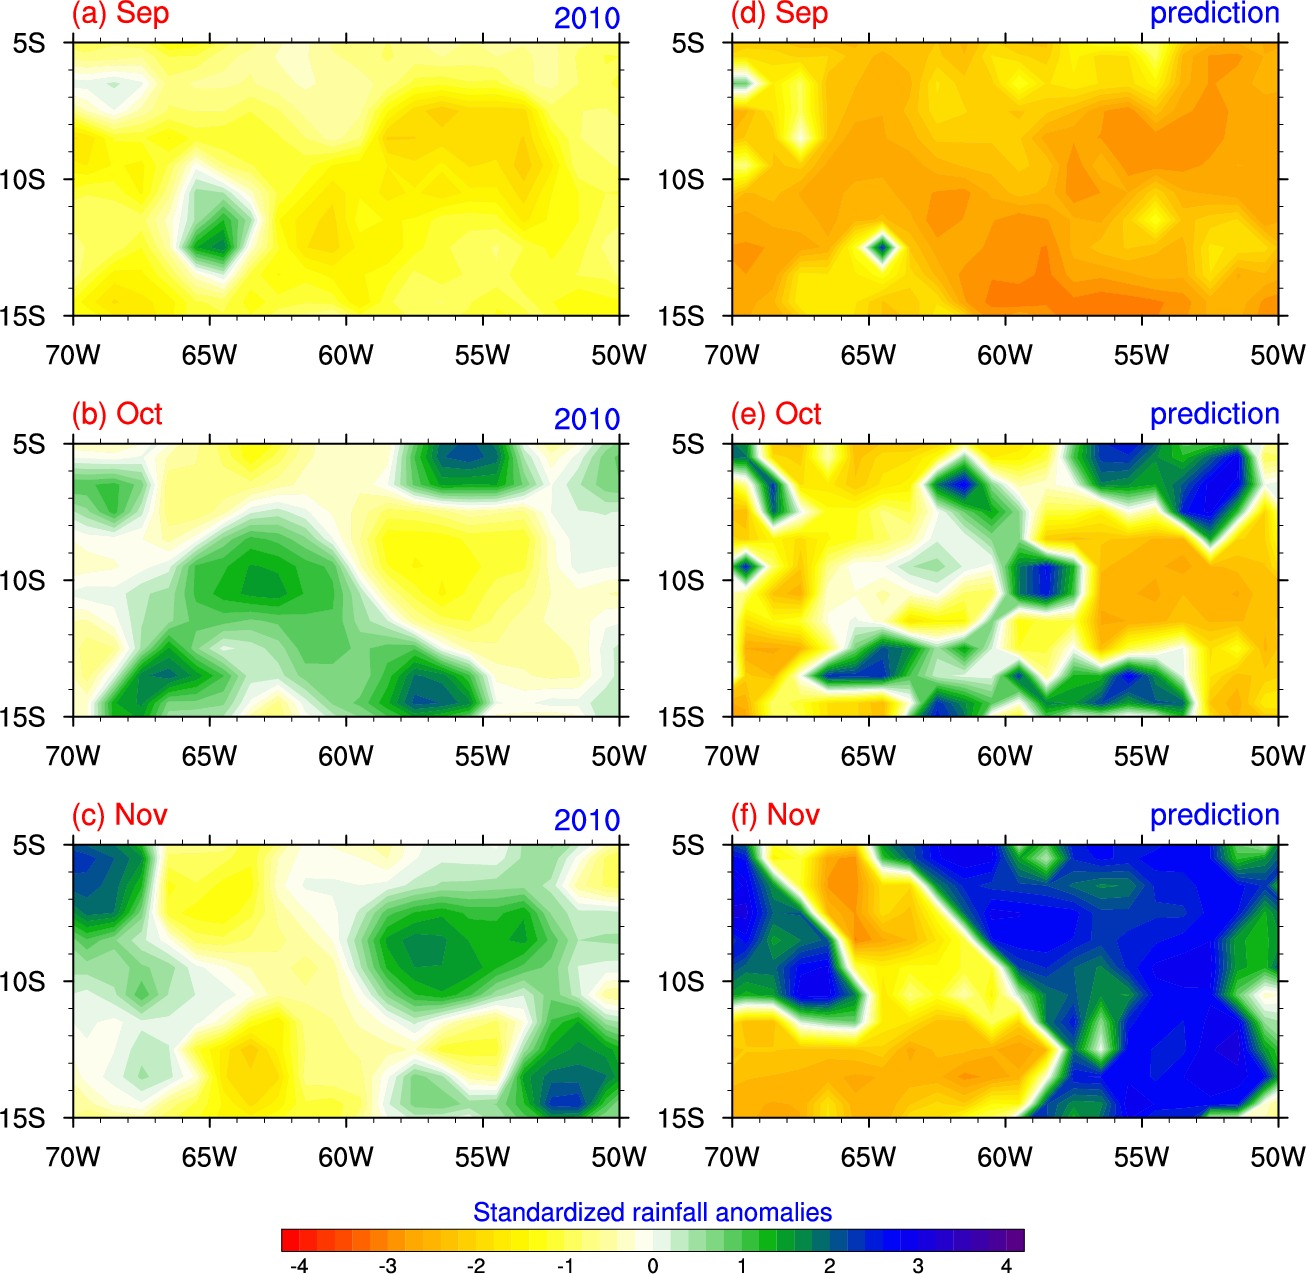 (a) Sep 2010 (d) Sep prediction
5S 5S
10S 10S
15S 15S
70W 65W 60W 55W 50W 70W 65W 60W 55W 50W
(b) Oct 2010 (e) Oct prediction
5S 5S
10S 10S
15S 15S
70W 65W 60W 55W 50W 70W 65W 60W 55W 50W
(c) Nov 2010 (f) Nov prediction
5S 5S
10S 10S
15S 15S
70W 65W 60W 55W 50W 70W 65W 60W 55W 50W
Standardized rainfall anomalies
-4 -3 -2 -1 0 1 2 3 4